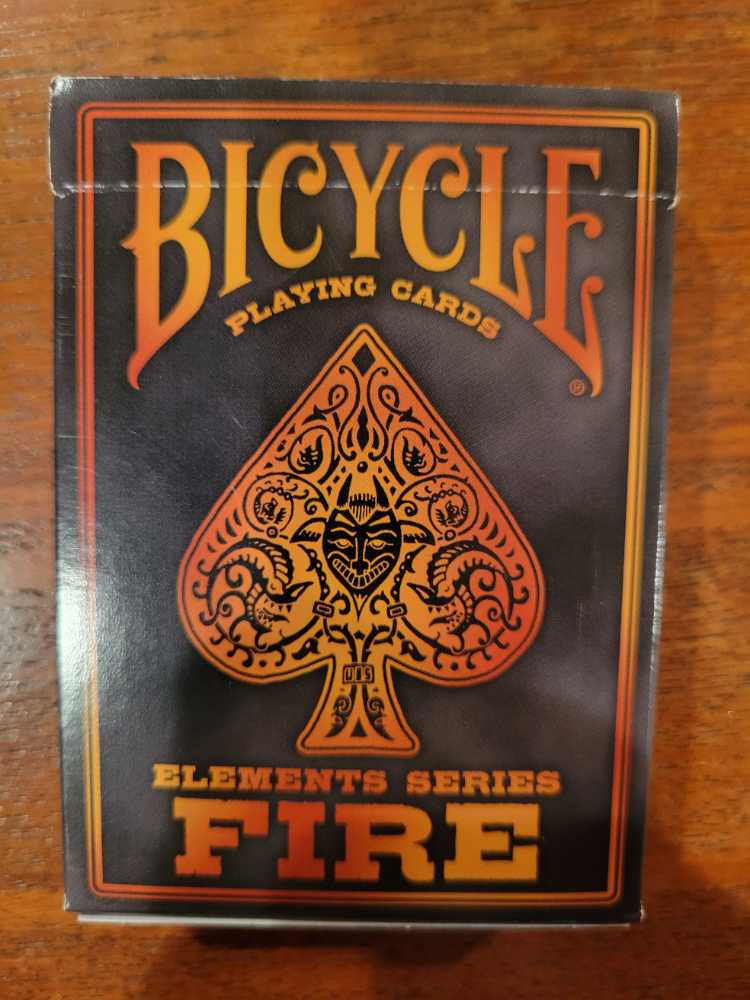 BICYCLE
PLAYING CARDS
®
ELEMENTS SERIES
FIRE